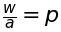 w/a = p